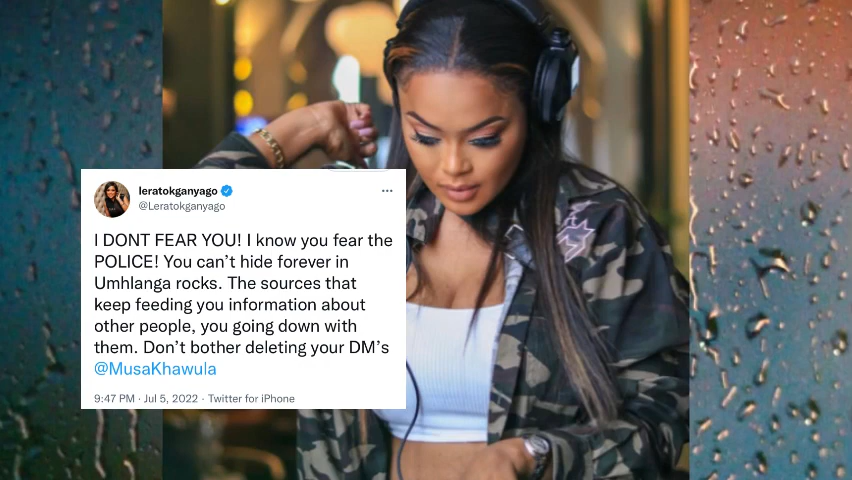 leratokganyago
@Leratokganyago
I DONT FEAR YOU! I know you fear the
POLICE! You can't hide forever in
Umhlanga rocks. The sources that
keep feeding you information about
other people, you going down with
them. Don't bother deleting your DM's
@MusaKhawula
9:47 PM · Jul 5, 2022 · Twitter for iPhone